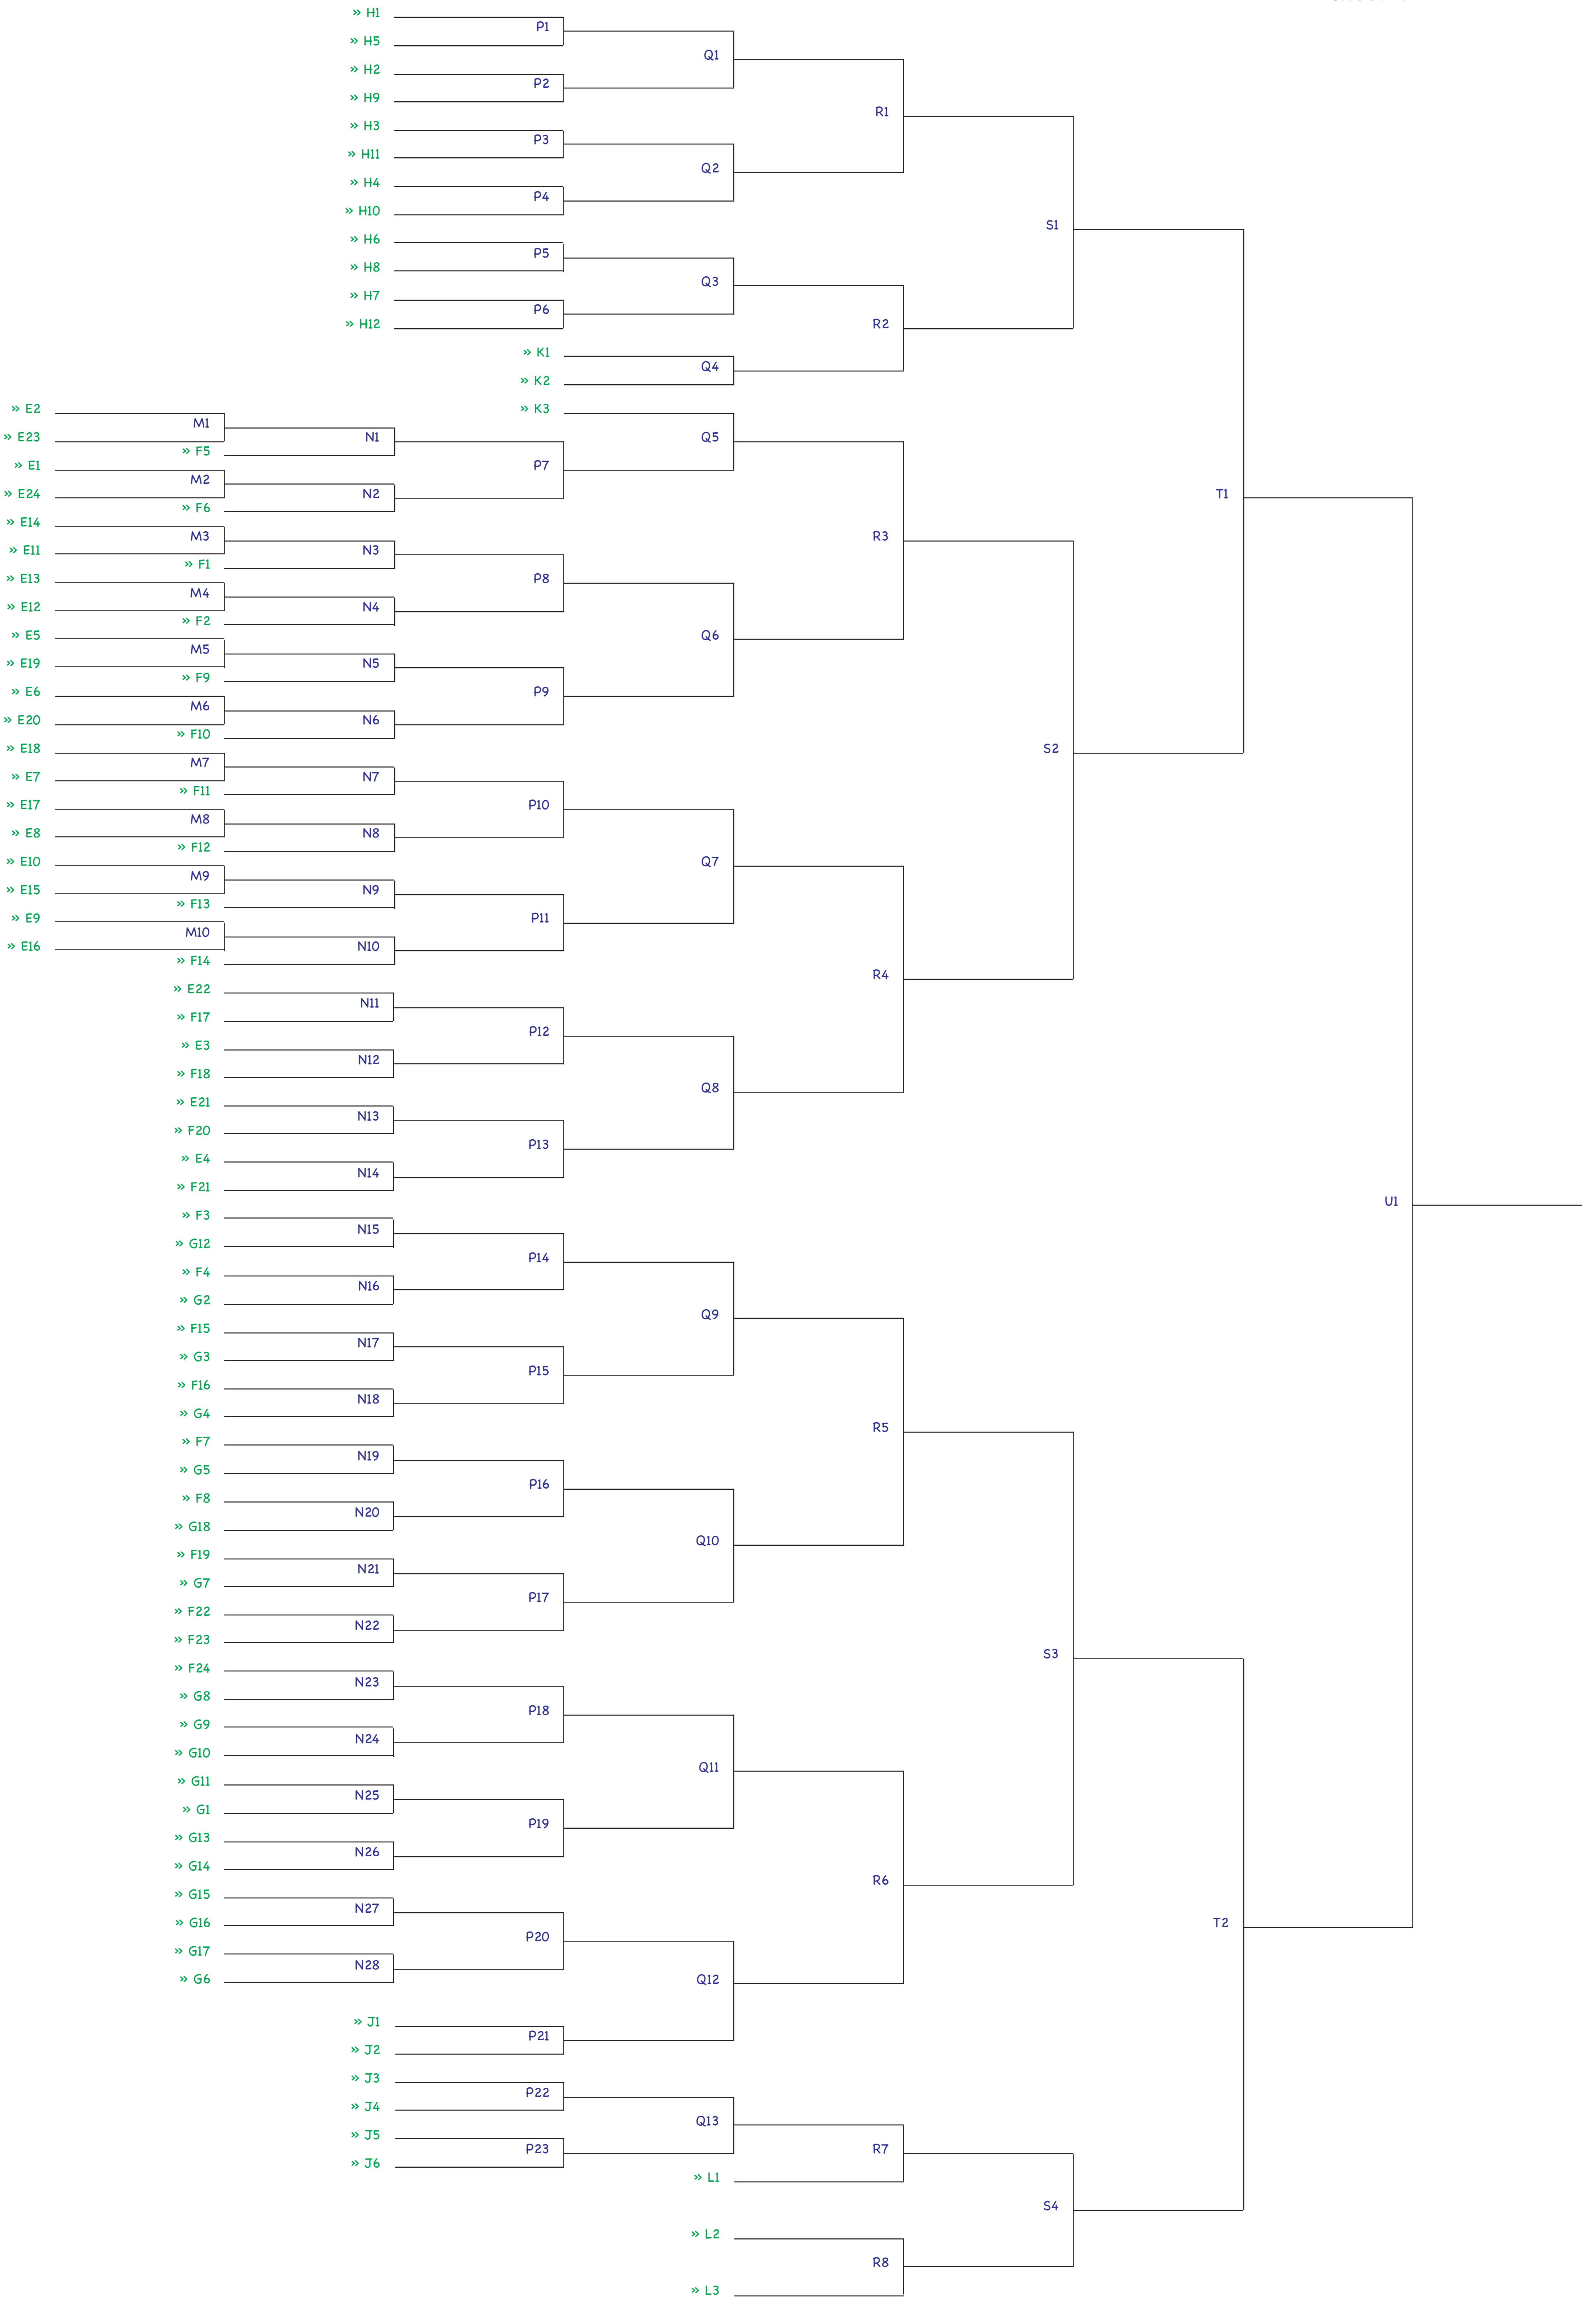 » H1
P1
» H5
Q1
» H2
P2
» H9
R1
» H3
P3
» H11
Q2
» H4
P4
» H10
S1
» H6
P5
» H8
Q3
» H7
P6
» H12
R2
» K1
Q4
» K2
» E2
» K3
M1
» E23
N1
Q5
» F5
» E1
P7
M2
» E24
N2
T1
» F6
» E14
M3
R3
» E11
N3
» F1
» E13
P8
M4
» E12
N4
» F2
» E5
Q6
M5
» E19
N5
» F9
» E6
P9
M6
» E20
N6
» F10
» E18
S2
M7
» E7
N7
» F11
» E17
P10
M8
» E8
N8
» F12
» E10
Q7
M9
» E15
N9
» F13
» E9
P11
M10
» E16
N10
» F14
R4
» E22
N11
» F17
P12
» E3
N12
» F18
Q8
» E21
N13
» F20
P13
» E4
N14
» F21
U1
» F3
N15
» G12
P14
» F4
N16
» G2
Q9
» F15
N17
» G3
P15
» F16
N18
» G4
R5
» F7
N19
» G5
P16
» F8
N20
» G18
Q10
» F19
N21
» G7
P17
» F22
N22
» F23
S3
» F24
N23
» G8
P18
» G9
N24
» G10
Q11
» G11
N25
» G1
P19
» G13
N26
» G14
R6
» G15
N27
» G16
T2
P20
» G17
N28
» G6
Q12
» J1
P21
» J2
» J3
P22
» J4
Q13
» J5
P23
R7
» J6
» L1
S4
» L2
R8
» L3